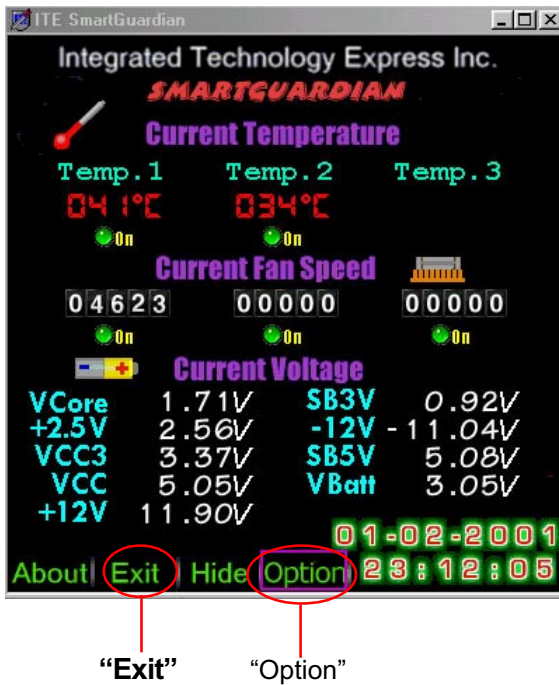 ITE SmartGuardian
Integrated Technology Express Inc.
SMARTGUARDIAN
Current Temperature
Temp.1 Temp.2 Temp.3
041°C 034°C
On On
Current Fan Speed
04623 00000 00000
On On On
Current Voltage
VCore 1.71V SB3V 0.92V
+2.5V 2.56V -12V -11.04V
VCC3 3.37V SB5V 5.08V
VCC 5.05V VBatt 3.05V
+12V 11.90V
01-02-2001
About Exit Hide Option 23:12:05
“Exit” “Option”